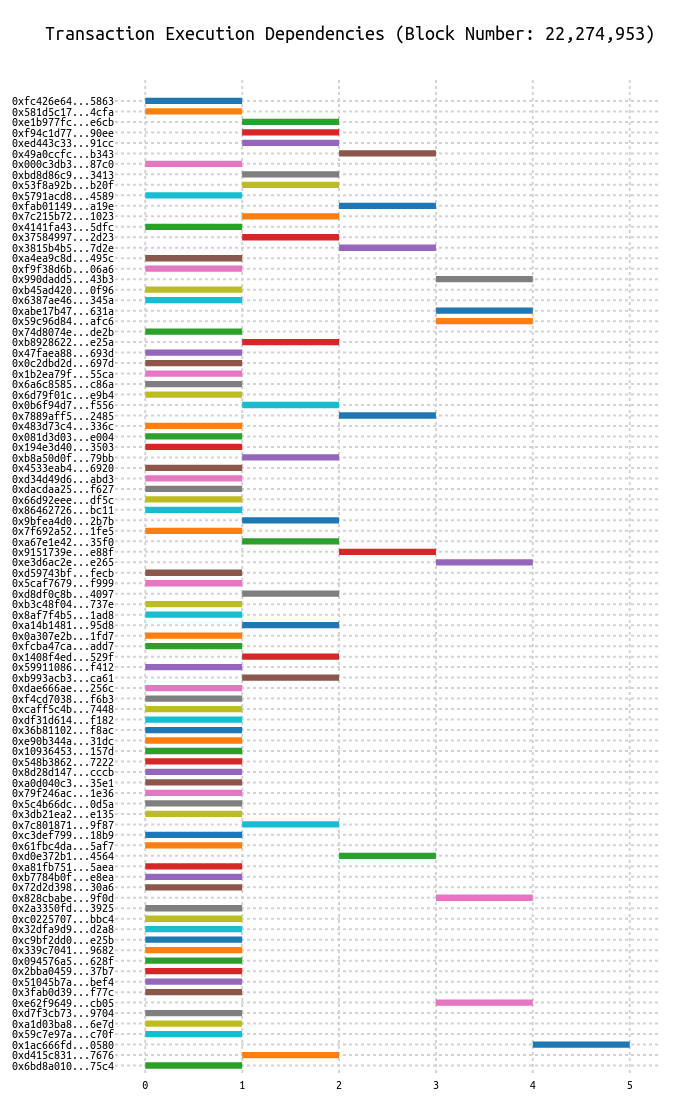 Transaction Execution Dependencies (Block Number: 22,274,953)
0xfc426e64...5863
0x581d5c17...4cfa
0xe1b977fc...e6cb
0xf94c1d77...90ee
0xed443c33...91cc
0x49a0ccfc...b343
0x000c3db3...87c0
0xbd8d86c9...3413
0x53f8a92b...b20f
0x5791acd8...4589
0xfab01149...a19e
0x7c215b72...1023
0x4141fa43...5dfc
0x37584997...2d23
0x3815b4b5...7d2e
0xa4ea9c8d...495c
0xf9f38d6b...06a6
0x990dadd5...43b3
0xb45ad420...0f96
0x6387ae46...345a
0xabe17b47...631a
0x59c96d84...afc6
0x74d8074e...de2b
0xb8928622...e25a
0x47faea88...693d
0x0c2dbd2d...697d
0x1b2ea79f...55ca
0x6a6c8585...c86a
0x6d79f01c...e9b4
0x0b6f94d7...f556
0x7889aff5...2485
0x483d73c4...336c
0x081d3d03...e004
0x194e3d40...3503
0xb8a50d0f...79bb
0x4533eab4...6920
0xd34d49d6...abd3
0xdacdaa25...f627
0x66d92eee...df5c
0x86462726...bc11
0x9bfea4d0...2b7b
0x7f692a52...1fe5
0xa67e1e42...35f0
0x9151739e...e88f
0xe3d6ac2e...e265
0xd59743bf...fecb
0x5caf7679...f999
0xd8df0c8b...4097
0xb3c48f04...737e
0x8af7f4b5...1ad8
0xa14b1481...95d8
0x0a307e2b...1fd7
0xfcba47ca...add7
0x1408f4ed...529f
0x59911086...f412
0xb993acb3...ca61
0xdae666ae...256c
0xf4cd7038...f6b3
0xcaff5c4b...7448
0xdf31d614...f182
0x36b81102...f8ac
0xe90b344a...31dc
0x10936453...157d
0x548b3862...7222
0x8d28d147...cccb
0xa0d040c3...35e1
0x79f246ac...1e36
0x5c4b66dc...0d5a
0x3db21ea2...e135
0x7c801871...9f87
0xc3def799...18b9
0x61fbc4da...5af7
0xd0e372b1...4564
0xa81fb751...5aea
0xb7784b0f...e8ea
0x72d2d398...30a6
0x828cbabe...9f0d
0x2a3350fd...3925
0xc0225707...bbc4
0x32dfa9d9...d2a8
0xc9bf2dd0...e25b
0x339c7041...9682
0x094576a5...628f
0x2bba0459...37b7
0x51045b7a...bef4
0x3fab0d39...f77c
0xe62f9649...cb05
0xd7f3cb73...9704
0xa1d03ba8...6e7d
0x59c7e97a...c70f
0x1ac666fd...0580
0xd415c831...7676
0x6bd8a010...75c4
0 1 2 3 4 5